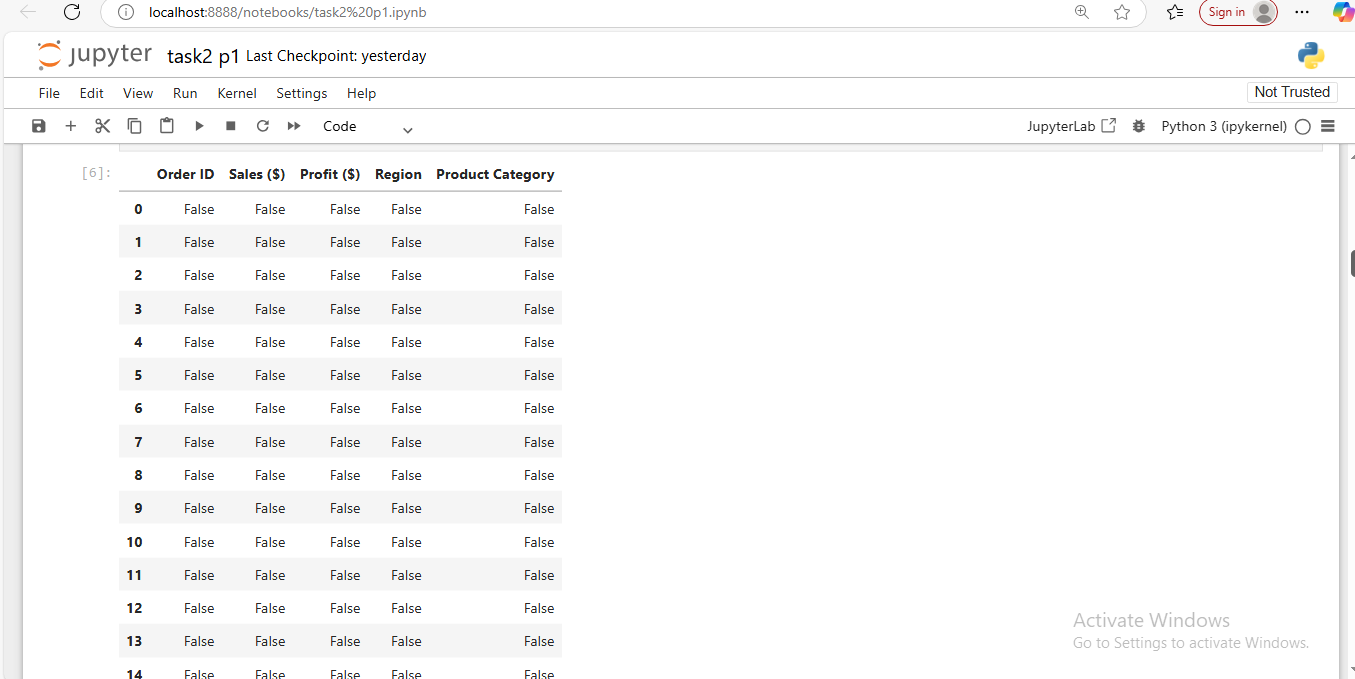 localhost:8888/notebooks/task2%20p1.ipynb
Sign in
jupyter task2 p1 Last Checkpoint: yesterday
File Edit View Run Kernel Settings Help
Not Trusted
Code
JupyterLab
Python 3 (ipykernel)
[6]:
Order ID Sales ($) Profit ($) Region Product Category
0 False False False False False
1 False False False False False
2 False False False False False
3 False False False False False
4 False False False False False
5 False False False False False
6 False False False False False
7 False False False False False
8 False False False False False
9 False False False False False
10 False False False False False
11 False False False False False
12 False False False False False
13 False False False False False
14 False False False False False
Activate Windows
Go to Settings to activate Windows.